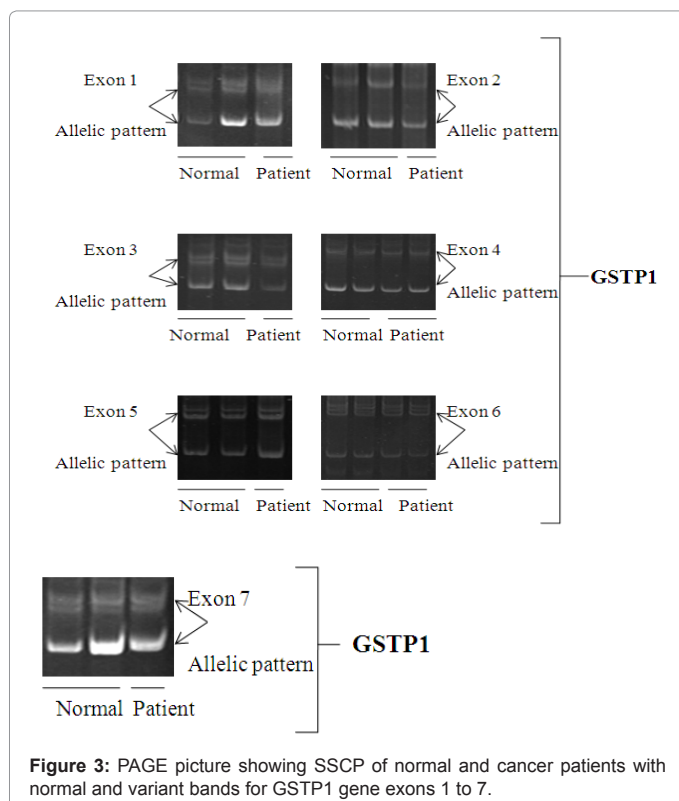 Exon 1
Allelic pattern
Normal Patient
Exon 2
Allelic pattern
Normal Patient
Exon 3
Allelic pattern
Normal Patient
Exon 4
Allelic pattern
Normal Patient
GSTP1
Exon 5
Allelic pattern
Normal Patient
Exon 6
Allelic pattern
Normal Patient
Exon 7
Allelic pattern
Normal Patient
GSTP1
Figure 3: PAGE picture showing SSCP of normal and cancer patients with
normal and variant bands for GSTP1 gene exons 1 to 7.